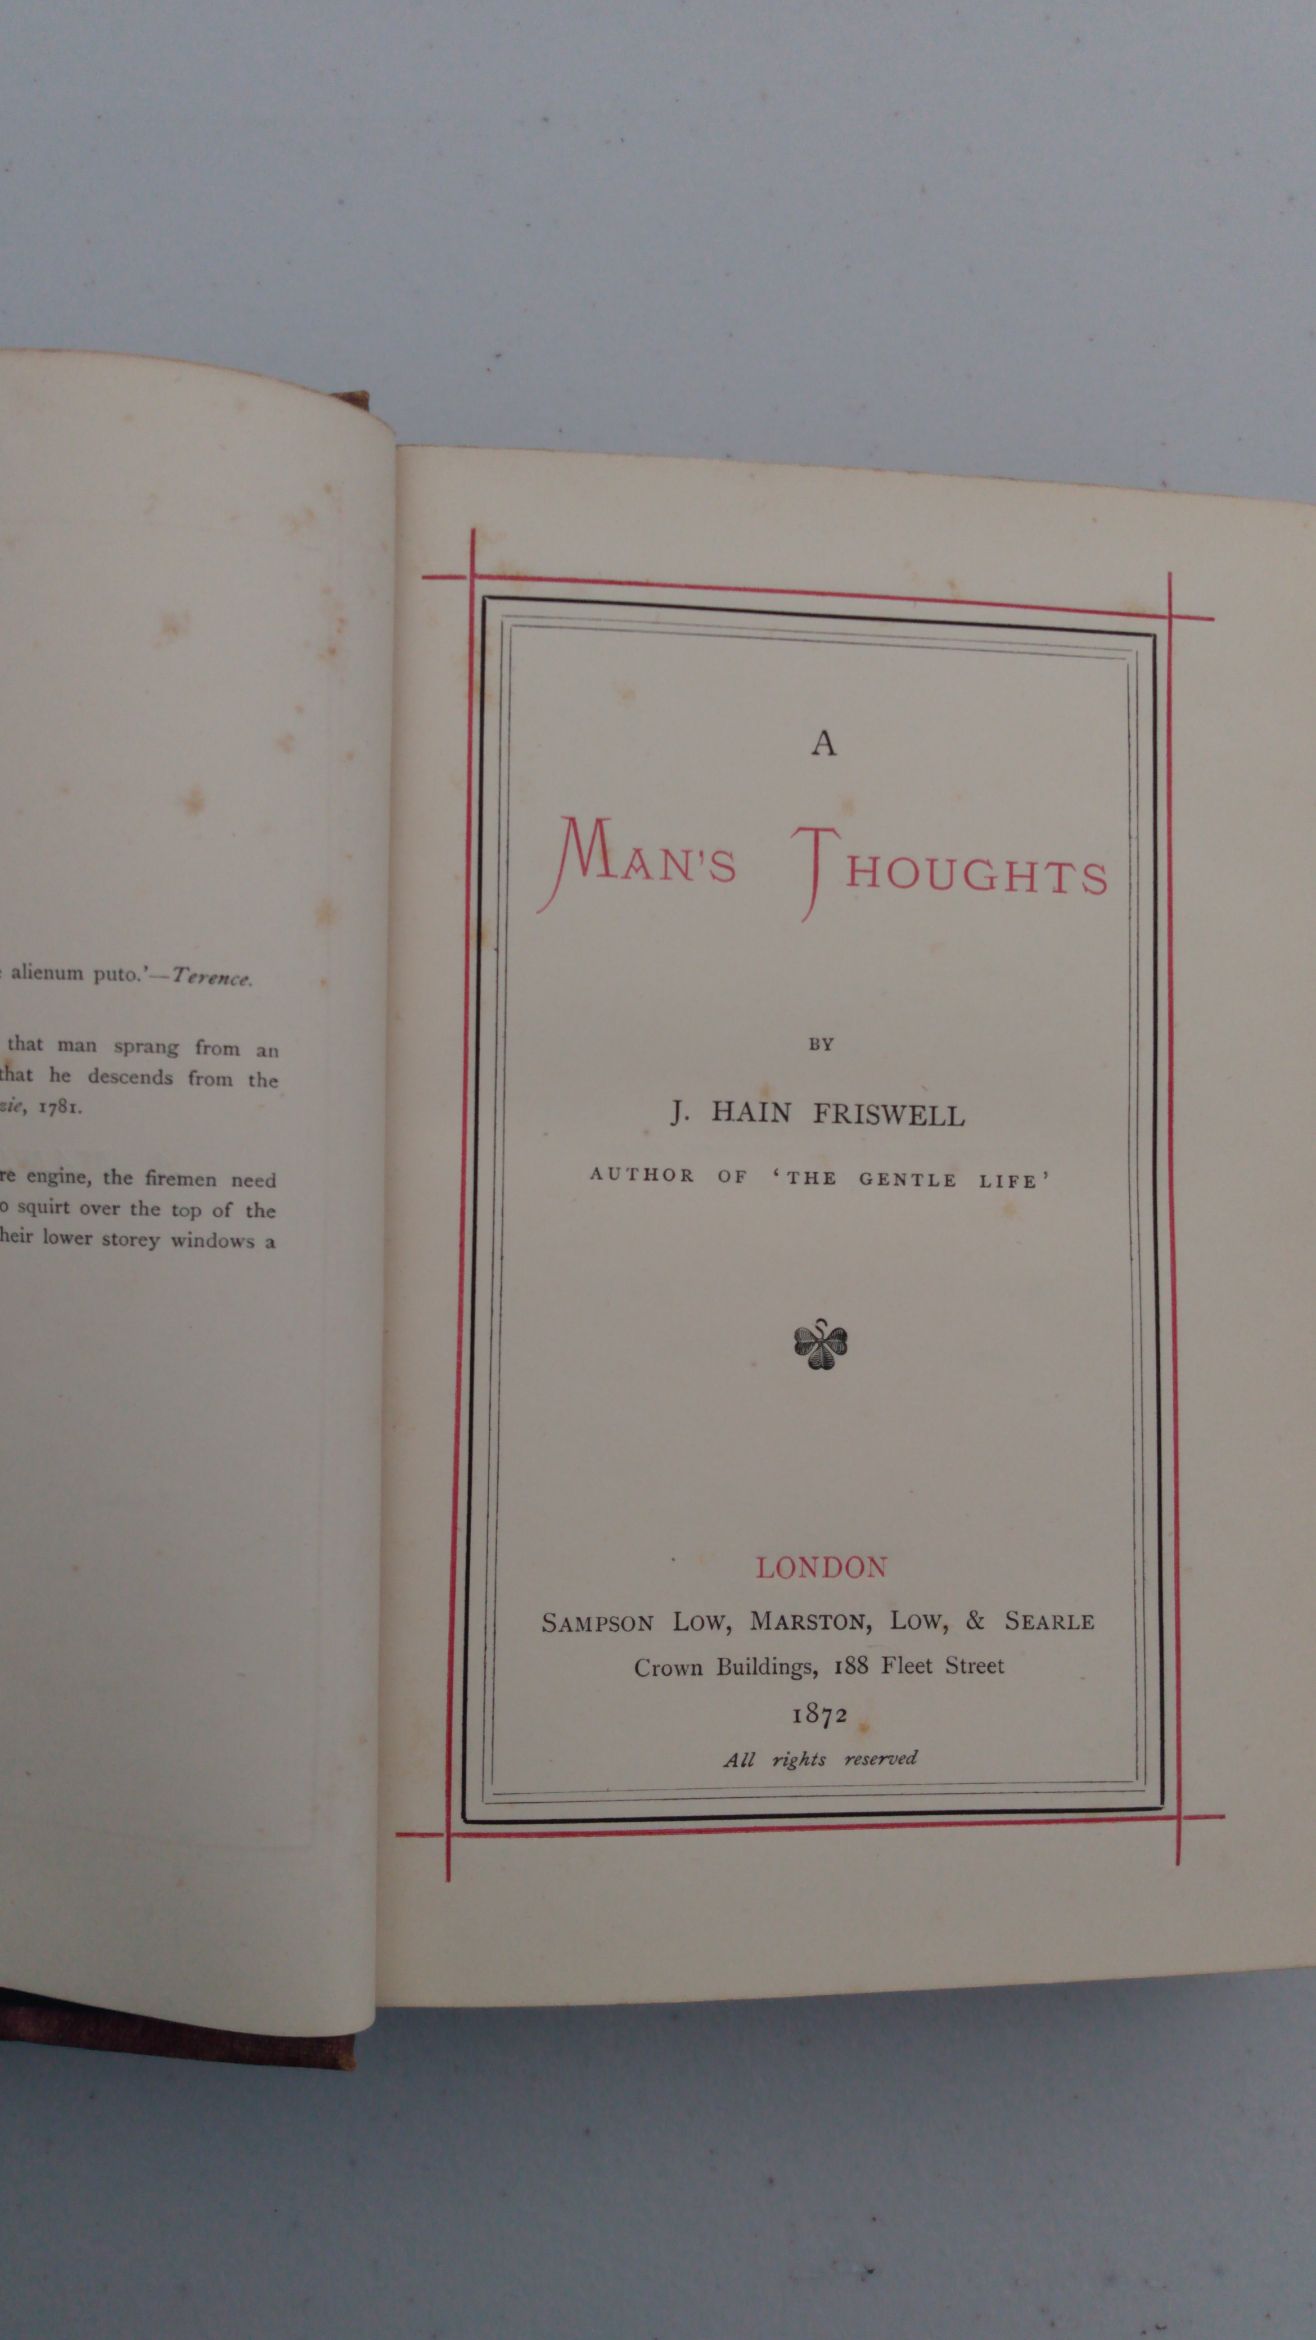 alienum puto.'—Terence.
that man sprang from an
that he descends from the
1781.
engine, the firemen need
squirt over the top of the
their lower storey windows a
A
MAN'S THOUGHTS
BY
J. HAIN FRISWELL
AUTHOR OF 'THE GENTLE LIFE'
LONDON
SAMPSON LOW, MARSTON, LOW, & SEARLE
Crown Buildings, 188 Fleet Street
1872
All rights reserved